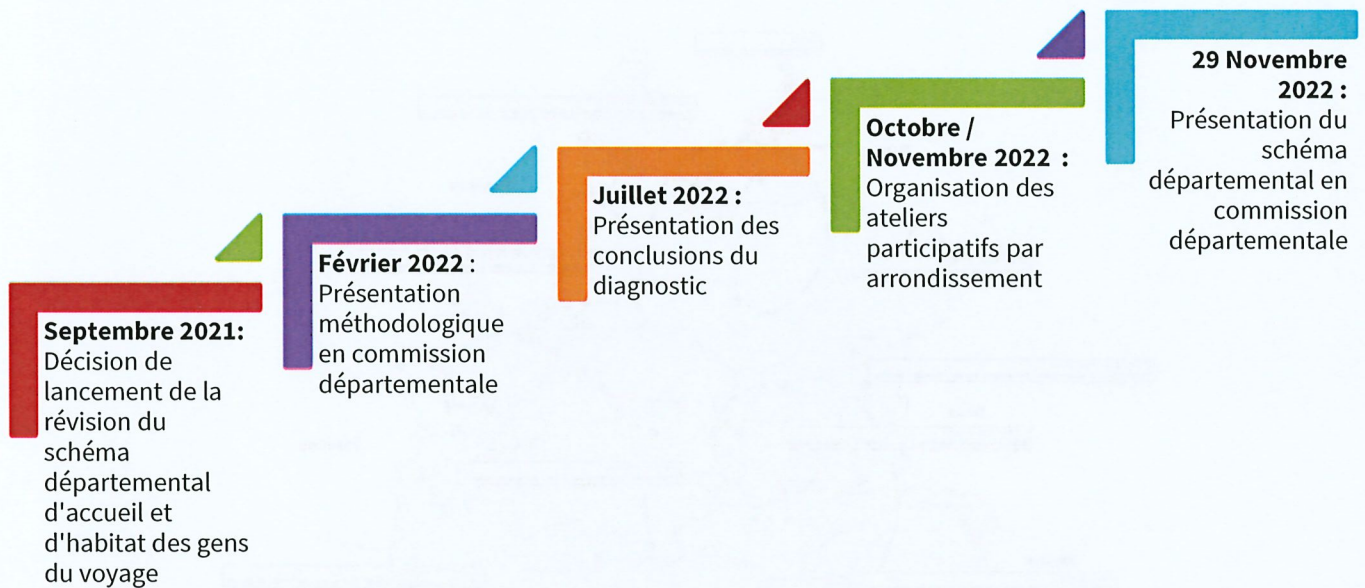 Septembre 2021:
Décision de
lancement de la
révision du
schéma
départemental
d'accueil et
d'habitat des gens
du voyage
Février 2022 :
Présentation
méthodologique
en commission
départementale
Juillet 2022 :
Présentation des
conclusions du
diagnostic
Octobre /
Novembre 2022 :
Organisation des
ateliers
participatifs par
arrondissement
29 Novembre
2022 :
Présentation du
schéma
départemental en
commission
départementale